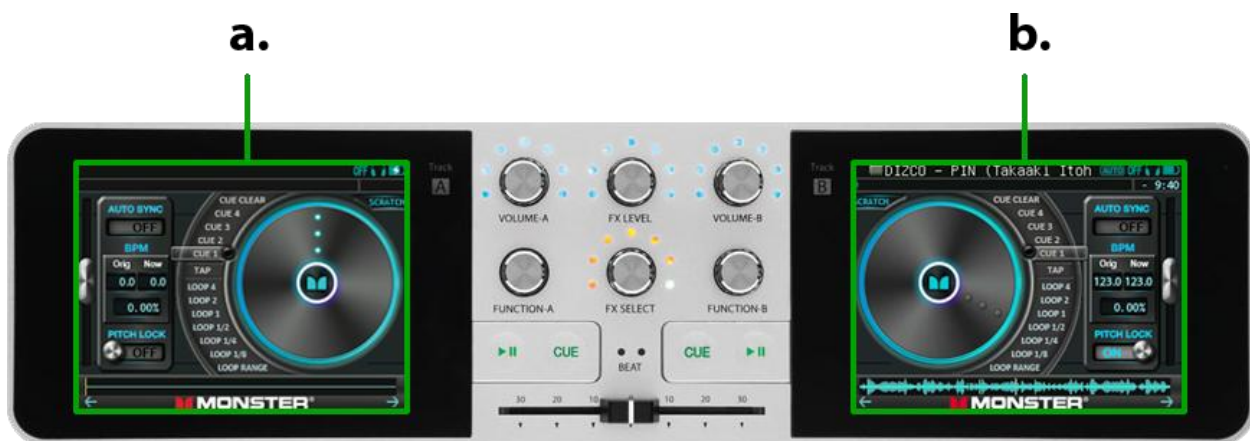 a.
b.
OFF
Track
A
AUTO SYNC
OFF
BPM
Orig Now
0.0 0.0
0.00%
PITCH LOCK
OFF
SCRATCH
CUE CLEAR
CUE 4
CUE 3
CUE 2
CUE 1
TAP
LOOP 4
LOOP 2
LOOP 1
LOOP 1/2
LOOP 1/4
LOOP 1/8
LOOP RANGE
MONSTER®
VOLUME-A
FX LEVEL
VOLUME-B
FUNCTION-A
FX SELECT
FUNCTION-B
CUE
CUE
BEAT
30 20 10 10 20 30
Track
B
DIZCO - PIN (Takaaki Itoh
AUTO OFF
- 9:40
SCRATCH
CUE CLEAR
CUE 4
CUE 3
CUE 2
CUE 1
TAP
LOOP 4
LOOP 2
LOOP 1
LOOP 1/2
LOOP 1/4
LOOP 1/8
LOOP RANGE
AUTO SYNC
OFF
BPM
Orig Now
123.0 123.0
0.00%
PITCH LOCK
ON
MONSTER®